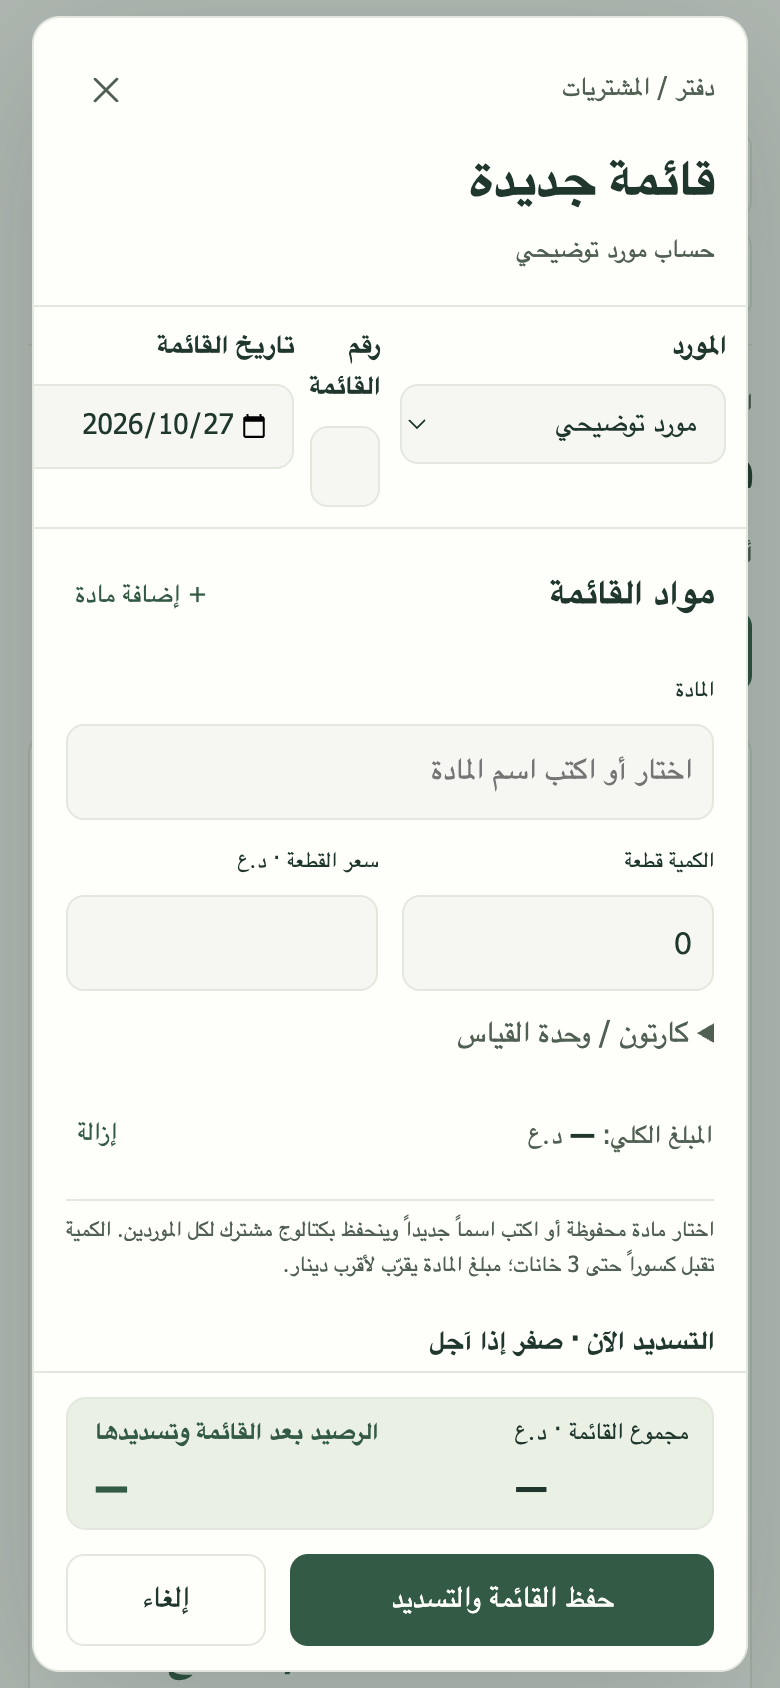 دفتر / المشتريات
قائمة جديدة
حساب مورد توضيحي
المورد
مورد توضيحي
رقم
القائمة
تاريخ القائمة
2026/10/27
مواد القائمة
+ إضافة مادة
المادة
اختار أو اكتب اسم المادة
الكمية قطعة
0
سعر القطعة · د.ع
كارتون / وحدة القياس
المبلغ الكلي: — د.ع
إزالة
اختار مادة محفوظة أو اكتب اسماً جديداً وينحفظ بكتالوج مشترك لكل الموردين. الكمية
تقبل كسوراً حتى 3 خانات؛ مبلغ المادة يقرّب لأقرب دينار.
التسديد الآن · صفر إذا آجل
مجموع القائمة · د.ع
—
الرصيد بعد القائمة وتسديدها
—
حفظ القائمة والتسديد
إلغاء